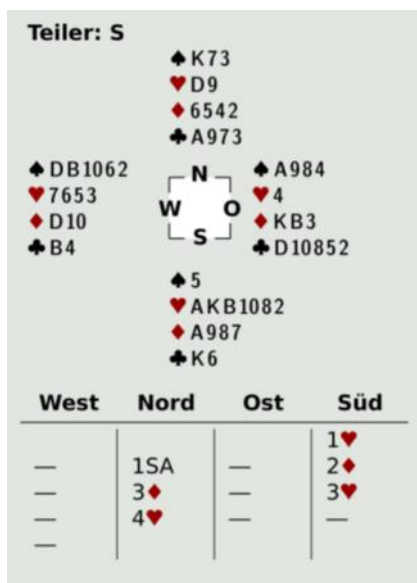 Teiler: S
♠K73
♥D9
♦6542
♣A973
♠DB1062
♥7653
♦D10
♣B4
N
W O
S
♠A984
♥4
♦KB3
♣D10852
♠5
♥AKB1082
♦A987
♣K6
West Nord Ost Süd
1♥
— 1SA — 2♦
— 3♦ — 3♥
— 4♥ — —
—